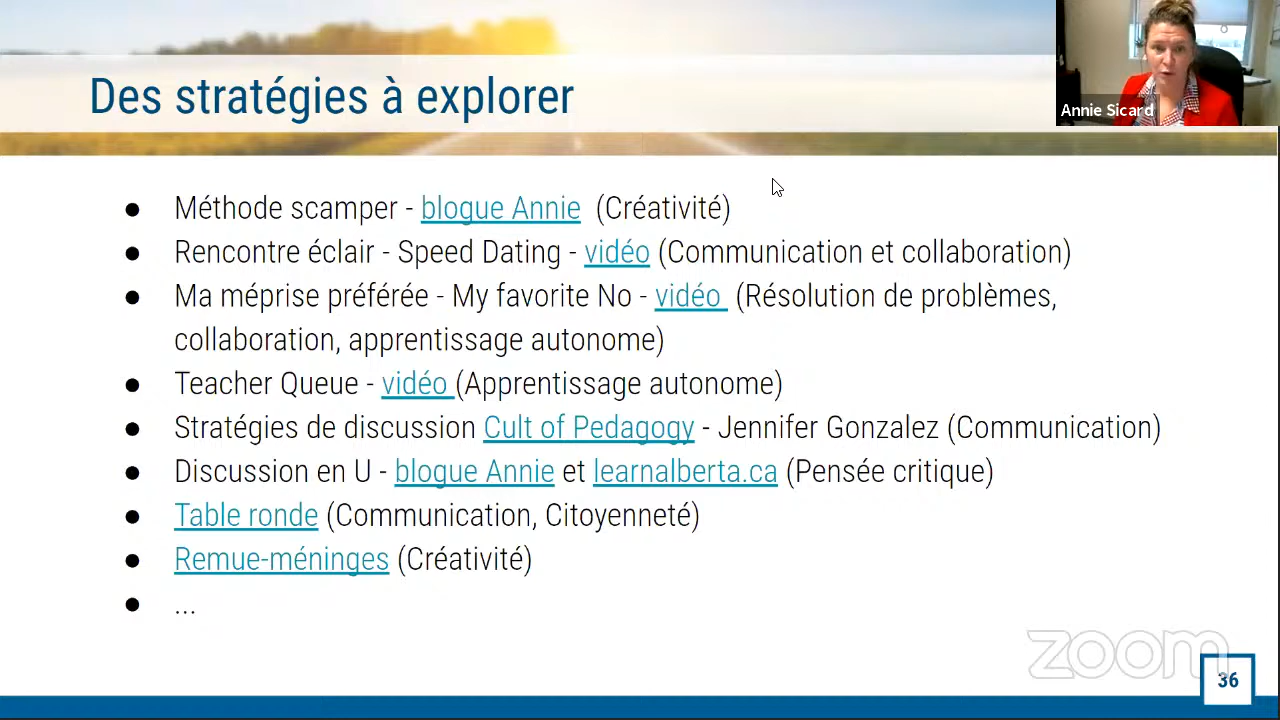 Des stratégies à explorer
Annie Sicard
● Méthode scamper - blogue Annie (Créativité)
● Rencontre éclair - Speed Dating - vidéo (Communication et collaboration)
● Ma méprise préférée - My favorite No - vidéo (Résolution de problèmes,
collaboration, apprentissage autonome)
● Teacher Queue - vidéo (Apprentissage autonome)
● Stratégies de discussion Cult of Pedagogy - Jennifer Gonzalez (Communication)
● Discussion en U - blogue Annie et learnalberta.ca (Pensée critique)
● Table ronde (Communication, Citoyenneté)
● Remue-méninges (Créativité)
● ...
zoom
36